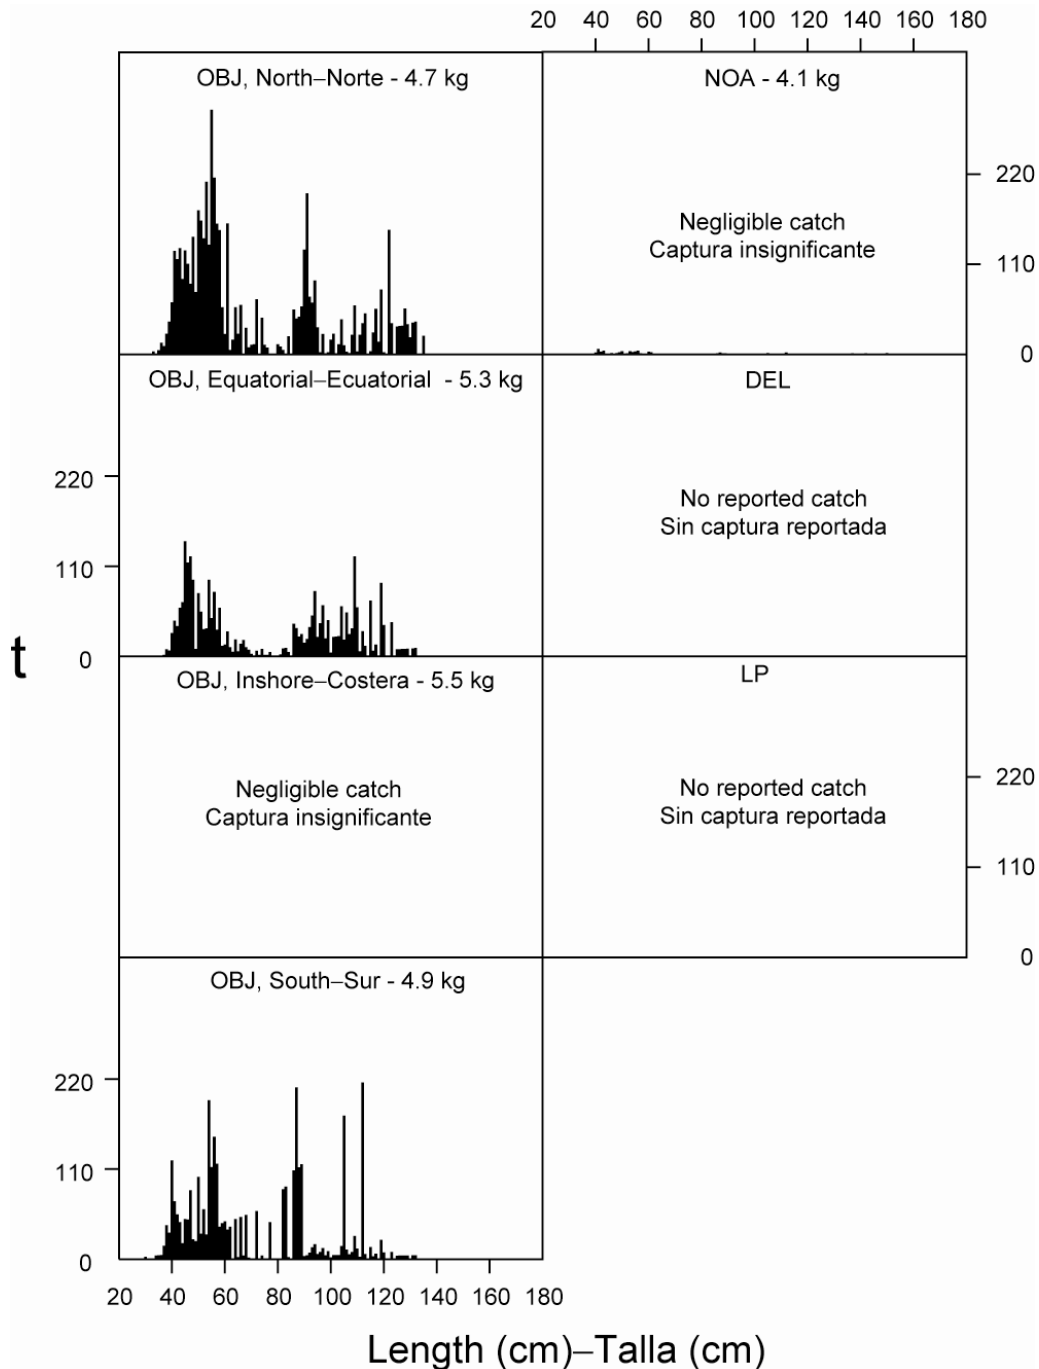 20 40 60 80 100 120 140 160 180
OBJ, North–Norte - 4.7 kg
NOA - 4.1 kg
220
Negligible catch
Captura insignificante
110
0
OBJ, Equatorial–Ecuatorial - 5.3 kg
DEL
220
No reported catch
Sin captura reportada
110
t
0
OBJ, Inshore–Costera - 5.5 kg
LP
Negligible catch
Captura insignificante
No reported catch
Sin captura reportada
220
110
0
OBJ, South–Sur - 4.9 kg
220
110
0
20 40 60 80 100 120 140 160 180
Length (cm)–Talla (cm)